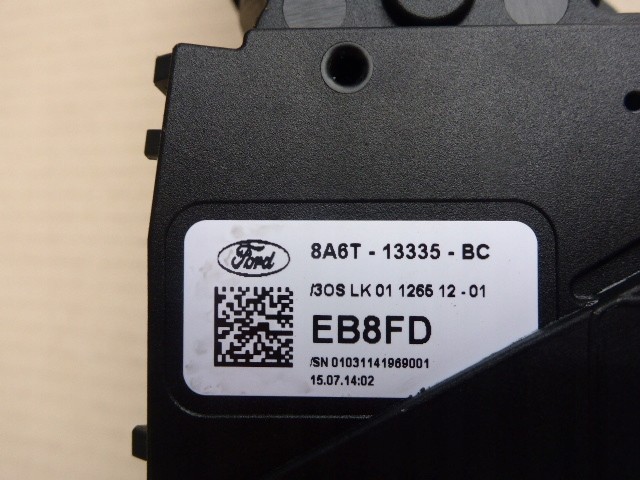 Ford
8A6T - 13335 - BC
/3OS LK 01 1265 12 - 01
EB8FD
/SN 01031141969001
15.07.14:02